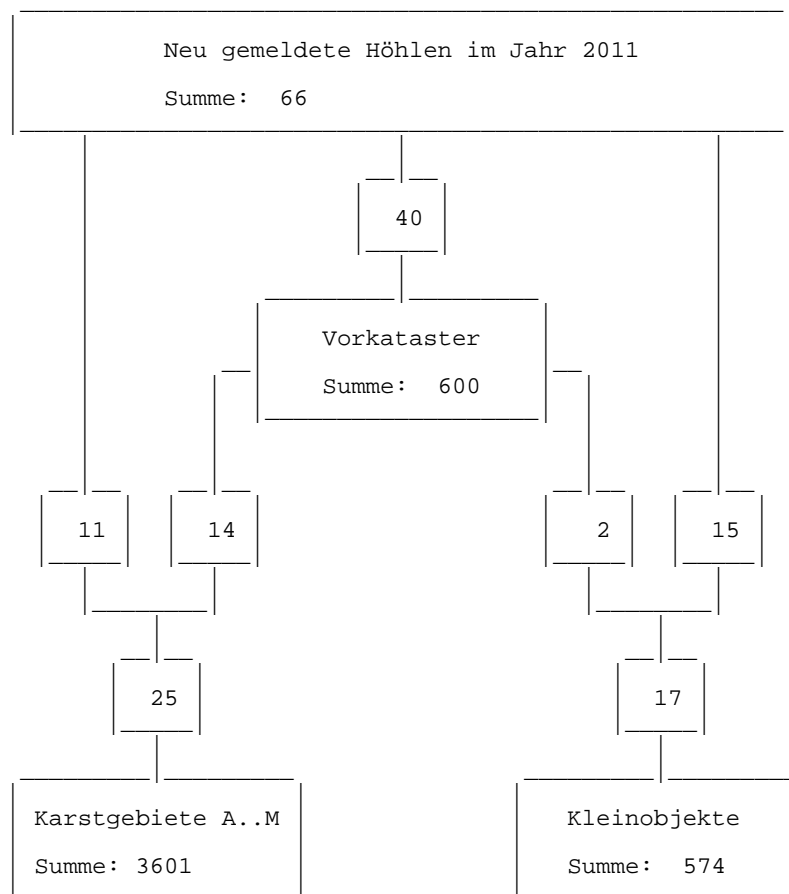 Neu gemeldete Höhlen im Jahr 2011
Summe: 66
40
Vorkataster
Summe: 600
11 14 2 15
25 17
Karstgebiete A..M Kleinobjekte
Summe: 3601 Summe: 574